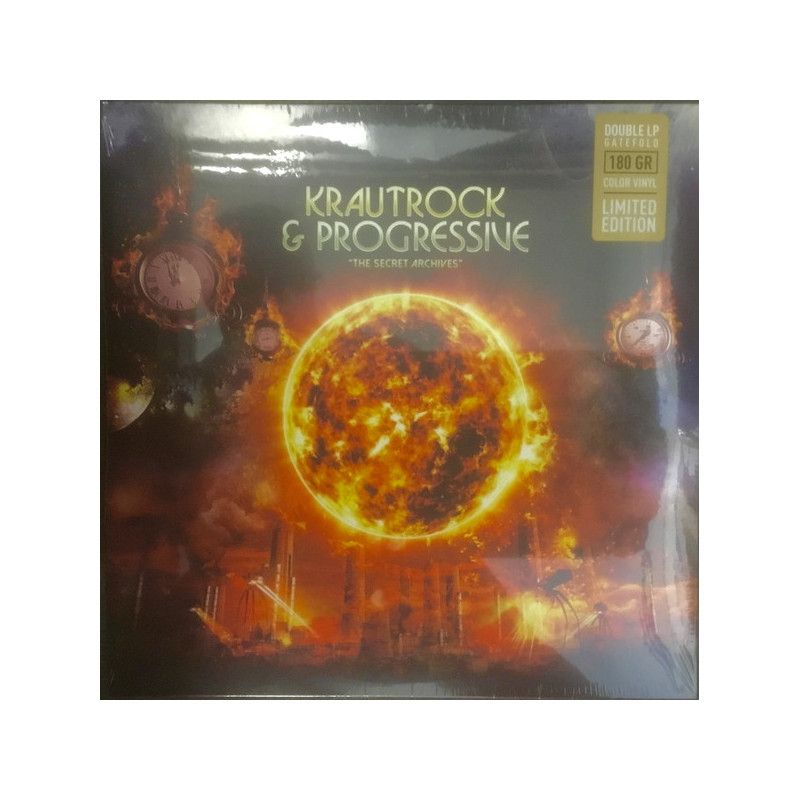 DOUBLE LP
GATEFOLD
180 GR
COLOR VINYL
LIMITED
EDITION
KRAUTROCK
& PROGRESSIVE
"THE SECRET ARCHIVES"